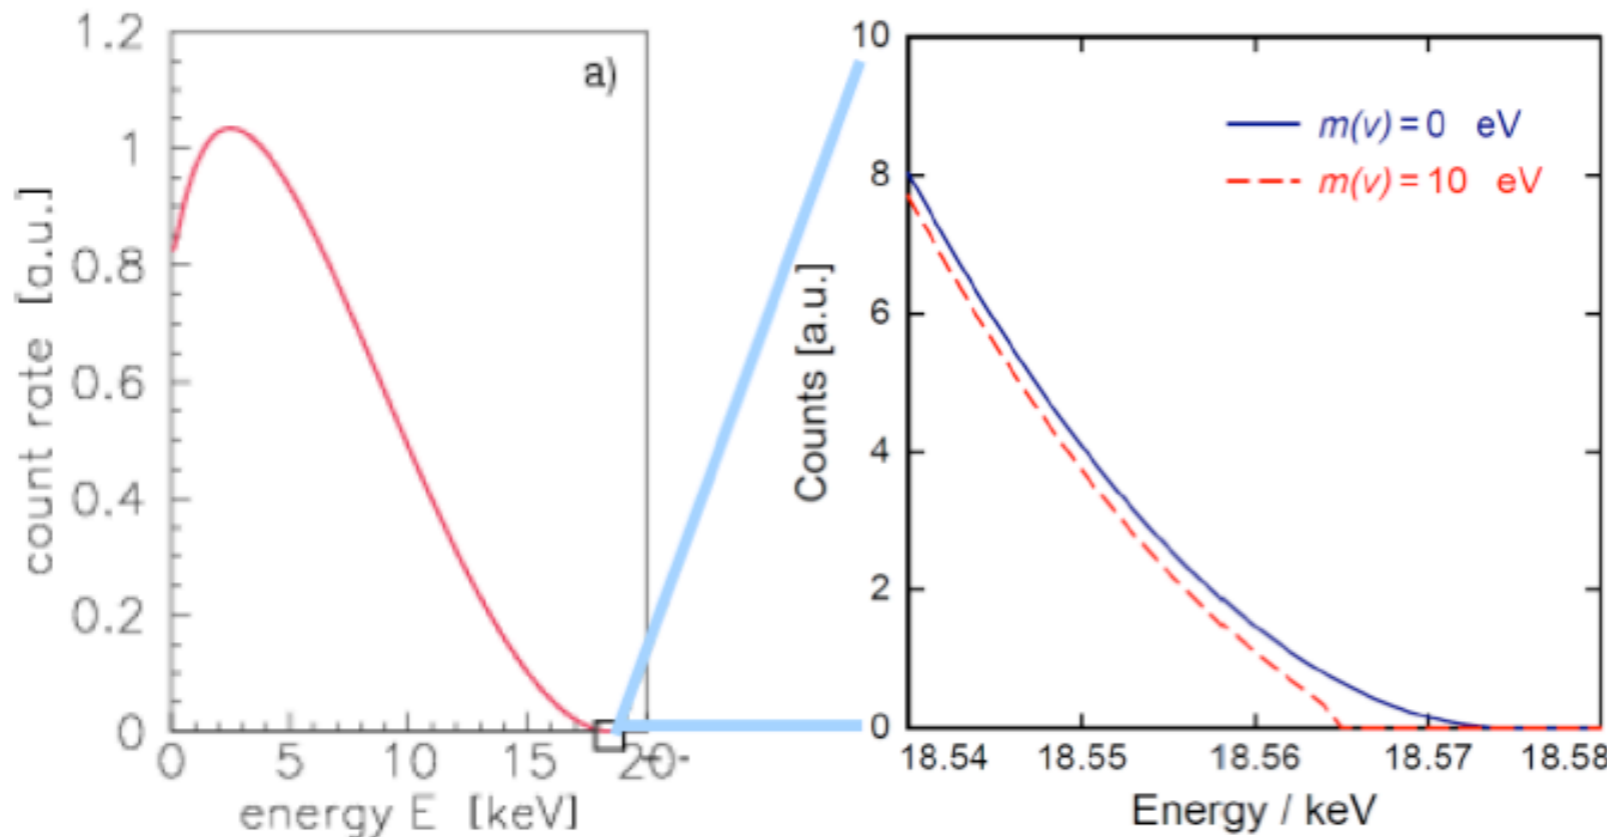 a)
count rate [a.u.]
1.2
1
0.8
0.6
0.4
0.2
0
0 5 10 15 20
energy E [keV]
Counts [a.u.]
10
8
6
4
2
0
m(ν) = 0 eV
m(ν) = 10 eV
18.54 18.55 18.56 18.57 18.58
Energy / keV